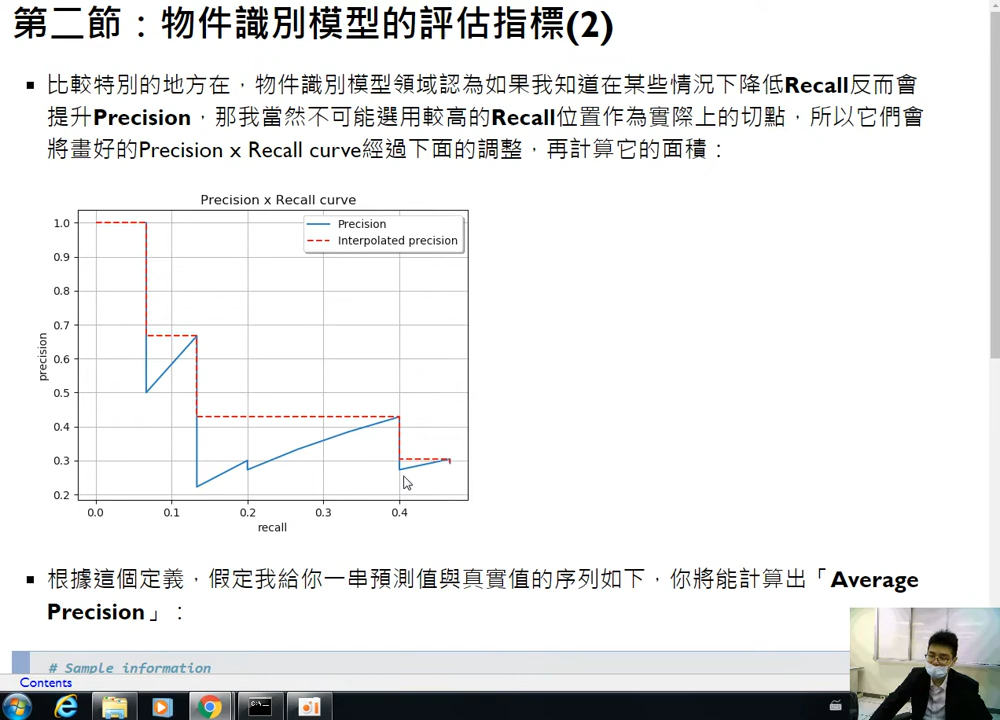 第二節：物件識別模型的評估指標(2)
比較特別的地方在，物件識別模型領域認為如果我知道在某些情況下降低Recall反而會
提升Precision，那我當然不可能選用較高的Recall位置作為實際上的切點，所以它們會
將畫好的Precision x Recall curve經過下面的調整，再計算它的面積：
Precision x Recall curve
Precision
Interpolated precision
1.0
0.9
0.8
0.7
0.6
0.5
0.4
0.3
0.2
precision
0.0 0.1 0.2 0.3 0.4
recall
根據這個定義，假定我給你一串預測值與真實值的序列如下，你將能計算出「Average
Precision」：
# Sample information
Contents